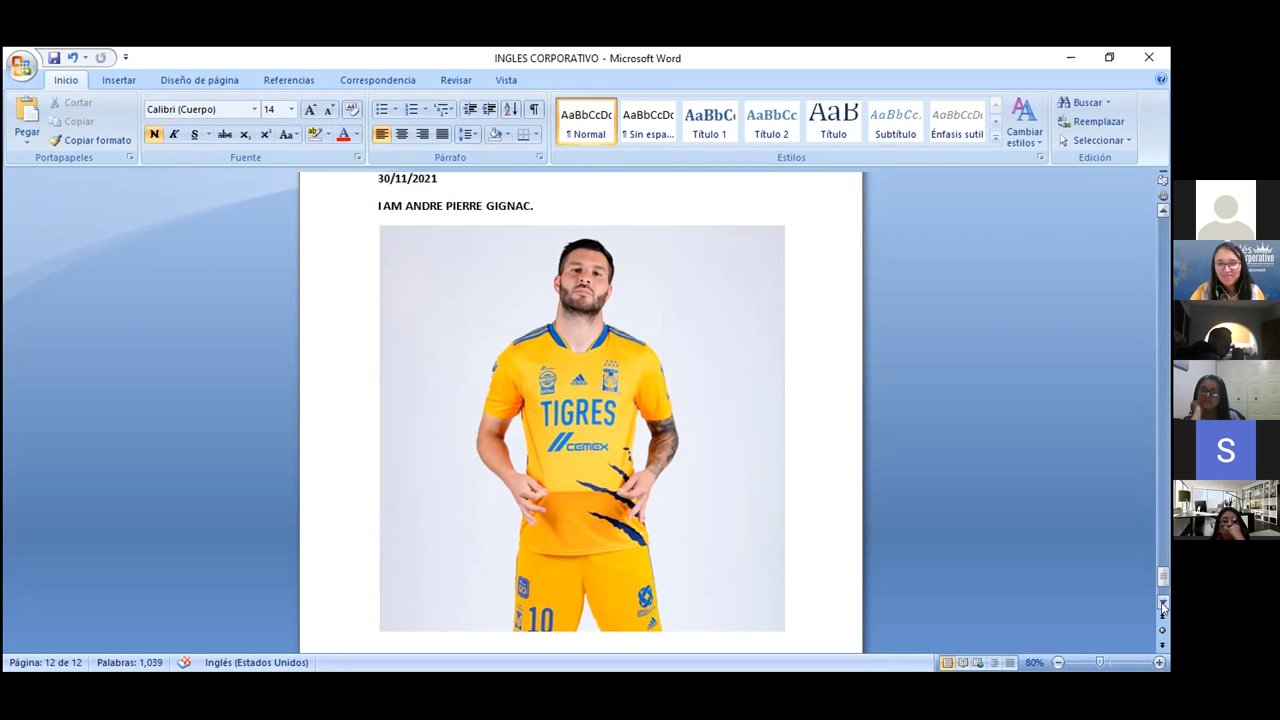 INGLES CORPORATIVO - Microsoft Word
Inicio Insertar Diseño de página Referencias Correspondencia Revisar Vista
Pegar
Cortar
Copiar
Copiar formato
Portapapeles
Calibri (Cuerpo) 14
Fuente
Párrafo
AaBbCcDc AaBbCcDc AaBbC AaBbCc AaB AaBbCc. AaBbCcDc
¶ Normal ¶ Sin espa... Título 1 Título 2 Título Subtítulo Énfasis sutil
Estilos
Cambiar
estilos
Buscar
Reemplazar
Seleccionar
Edición
30/11/2021
I AM ANDRE PIERRE GIGNAC.
TIGRES
CEMEX
10
S
Página: 12 de 12 Palabras: 1,039 Inglés (Estados Unidos) 80%